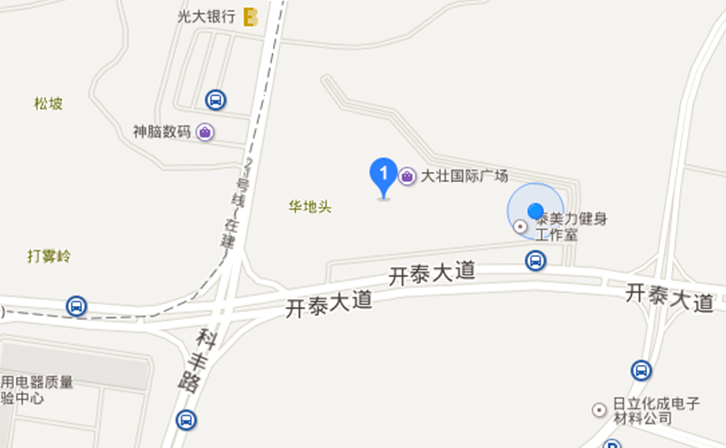 光大银行
松坡
神脑数码
1
大壮国际广场
21号线(在建)
华地头
泰美力健身
工作室
打雾岭
开泰大道
开泰大道
开泰大道
)
科丰路
用电器质量
验中心
日立化成电子
材料公司
P